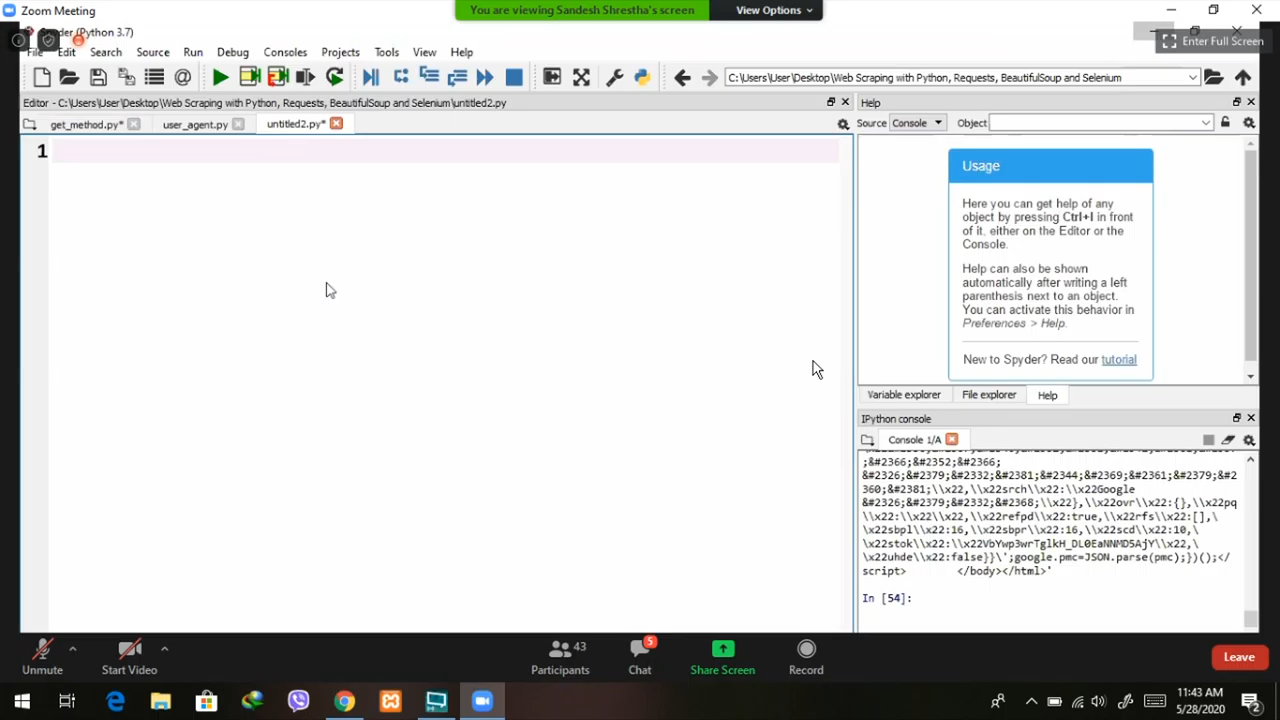 Zoom Meeting
You are viewing Sandesh Shrestha's screen
View Options
(Python 3.7)
Enter Full Screen
File Edit Search Source Run Debug Consoles Projects Tools View Help
C:\Users\User\Desktop\Web Scraping with Python, Requests, BeautifulSoup and Selenium
Editor - C:\Users\User\Desktop\Web Scraping with Python, Requests, BeautifulSoup and Selenium\untitled2.py
Help
get_method.py*
user_agent.py
untitled2.py*
Source Console Object
1
Usage
Here you can get help of any
object by pressing Ctrl+I in front
of it, either on the Editor or the
Console.
Help can also be shown
automatically after writing a left
parenthesis next to an object.
You can activate this behavior in
Preferences > Help.
New to Spyder? Read our tutorial
Variable explorer File explorer Help
IPython console
Console 1/A
;&#2366;&#2352;&#2366;
&#2326;&#2379;&#2332;&#2381;&#2344;&#2369;&#2361;&#2379;&#2
360;&#2381;\\x22,\\x22srch\\x22:\\x22Google
&#2326;&#2379;&#2332;&#2368;\\x22},\\x22ovr\\x22:{},\\x22pq
\\x22:\\x22\\x22,\\x22refpd\\x22:true,\\x22rfs\\x22:[],\
\x22sbpl\\x22:16,\\x22sbpr\\x22:16,\\x22scd\\x22:10,\
\x22stok\\x22:\\x22VbYwp3wrTglkH_DL0EaNNMD5AjY\\x22,\
\x22uhde\\x22:false}}\';google.pmc=JSON.parse(pmc);})();</
script> </body></html>'
In [54]:
Unmute
Start Video
43
Participants
5
Chat
Share Screen
Record
Leave
11:43 AM
5/28/2020
2